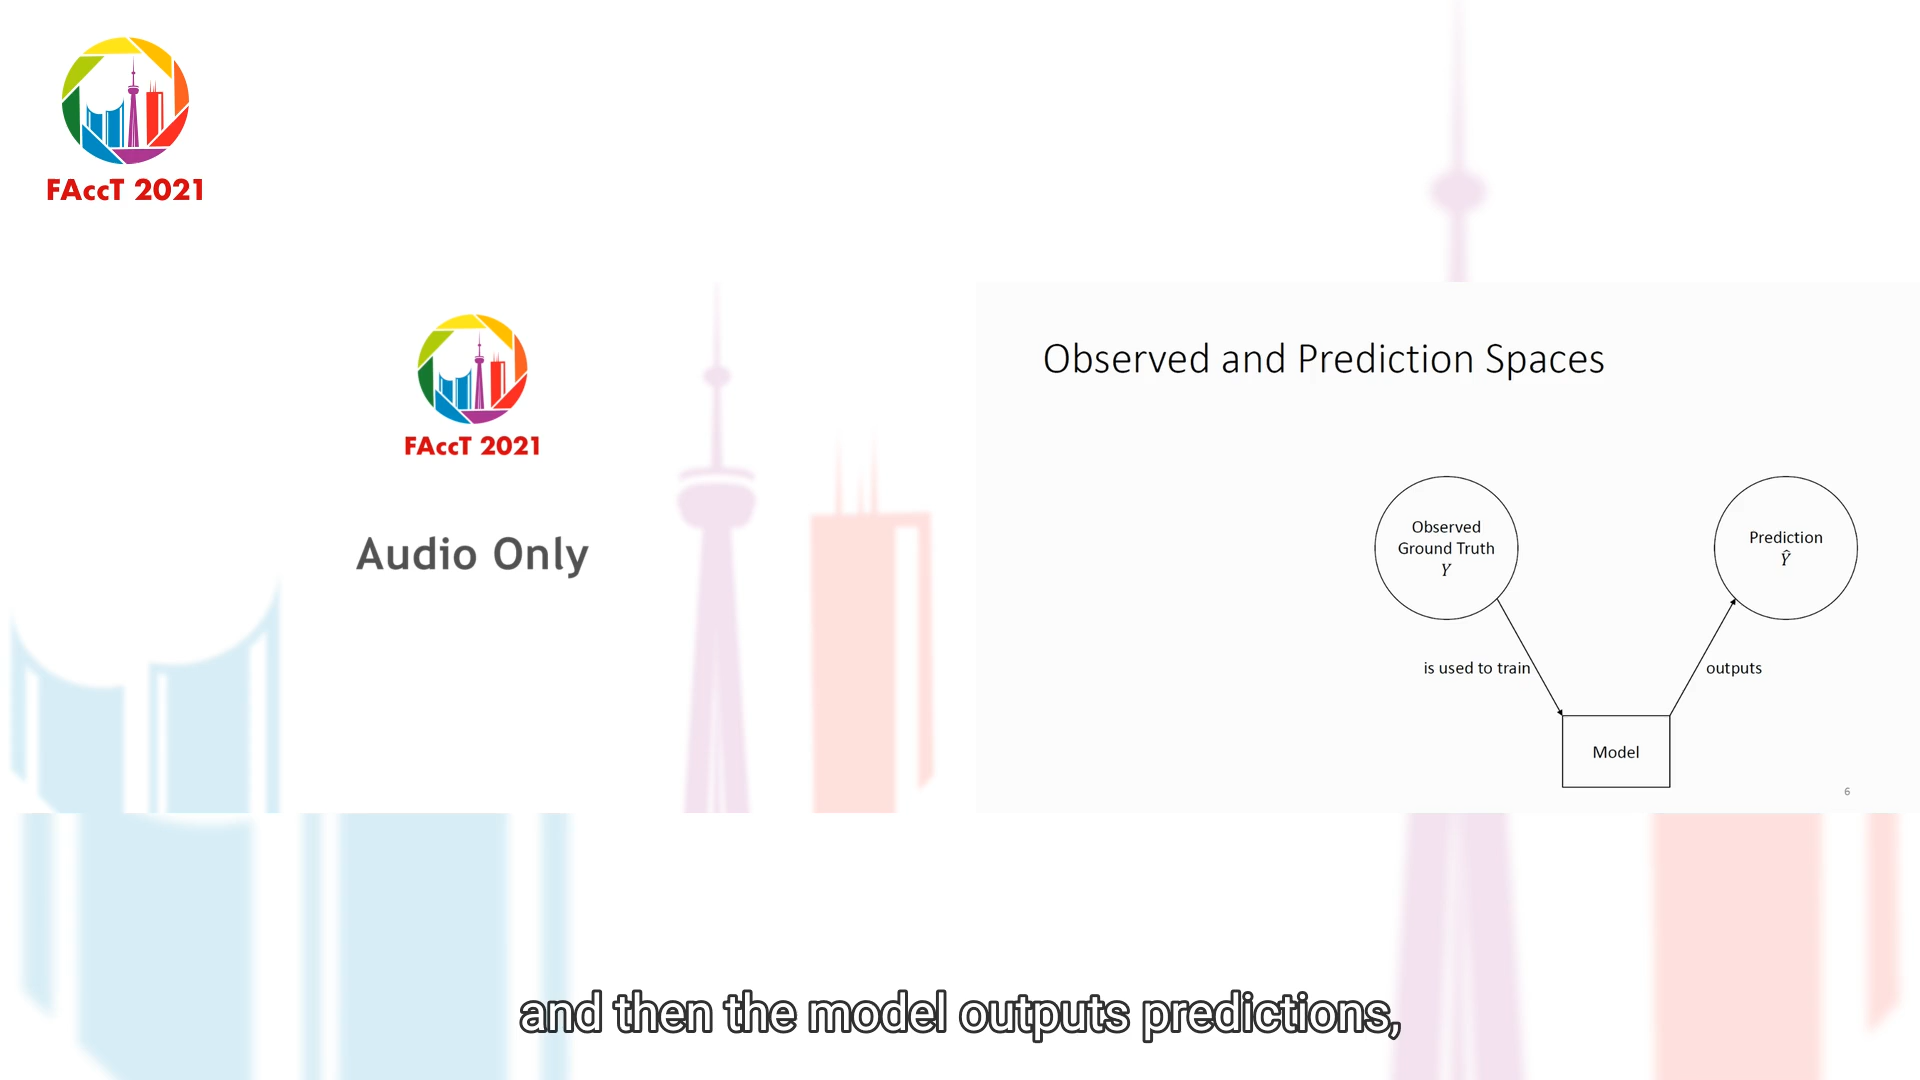 FAccT 2021
FAccT 2021
Audio Only
Observed and Prediction Spaces
Observed
Ground Truth
Y
Prediction
Ŷ
is used to train
outputs
Model
6
and then the model outputs predictions,